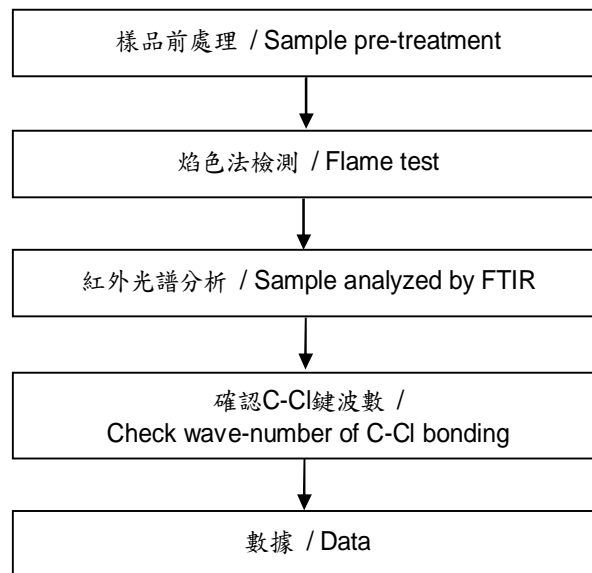 樣品前處理 / Sample pre-treatment
焰色法檢測 / Flame test
紅外光譜分析 / Sample analyzed by FTIR
確認C-Cl鍵波數 /
Check wave-number of C-Cl bonding
數據 / Data